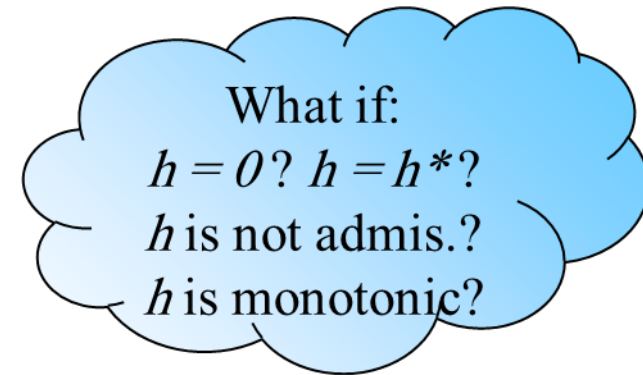 What if:
h = 0? h = h*?
h is not admis.?
h is monotonic?